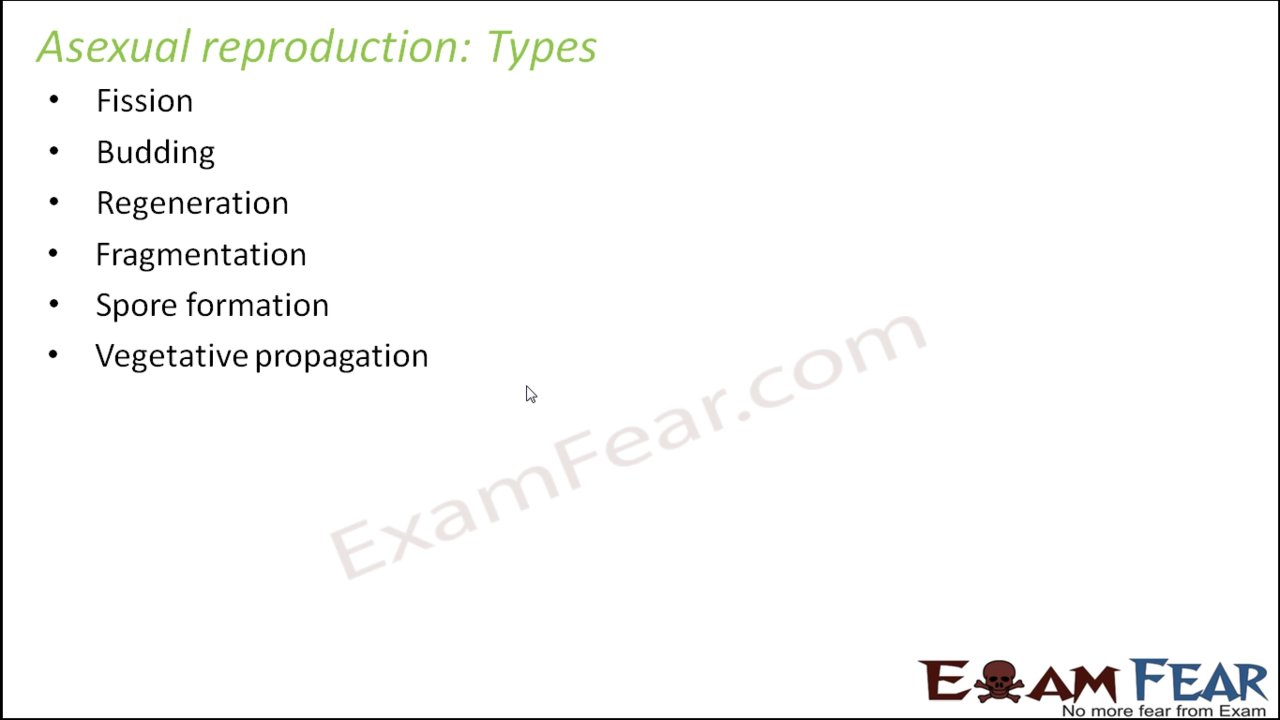 Asexual reproduction: Types
• Fission
• Budding
• Regeneration
• Fragmentation
• Spore formation
• Vegetative propagation
ExamFear.com
EXAM FEAR
No more fear from Exam